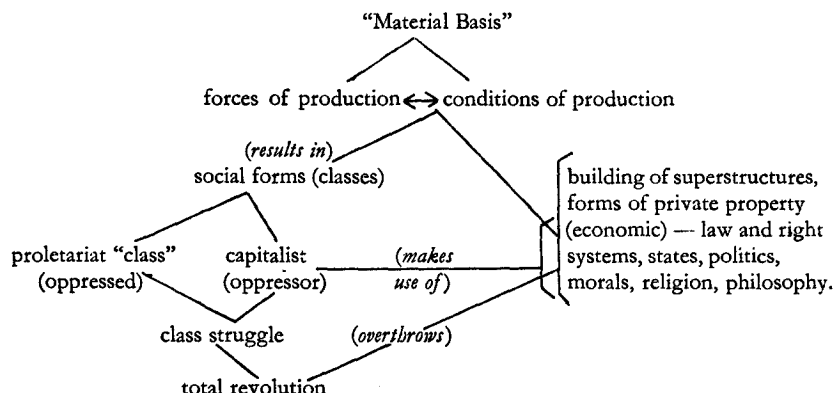 “Material Basis”
forces of production ↔ conditions of production
(results in)
social forms (classes)
building of superstructures,
forms of private property
(economic) — law and right
systems, states, politics,
morals, religion, philosophy.
proletariat “class”
(oppressed)
capitalist
(oppressor)
(makes
use of)
class struggle
(overthrows)
total revolution